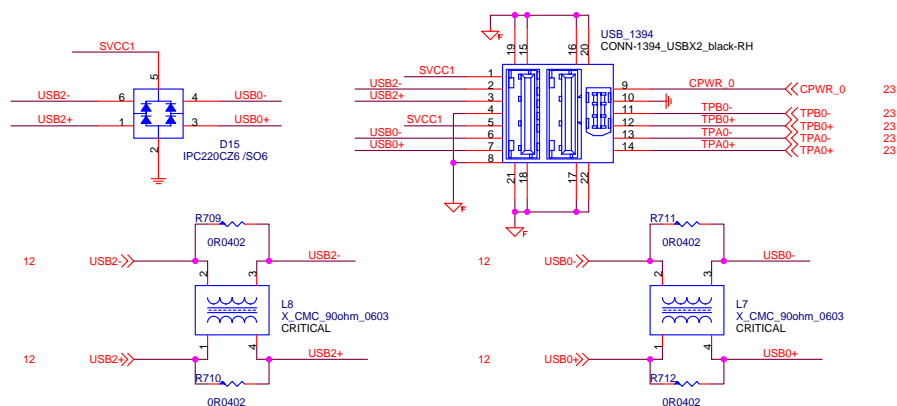 SVCC1
5
USB2- 6 4 USB0-
USB2+ 1 3 USB0+
2
D15
IPC220CZ6 /SO6
F
19 15 16 20
USB_1394
CONN-1394_USBX2_black-RH
SVCC1 1
USB2- 2
USB2+ 3
4
SVCC1 5
USB0- 6
USB0+ 7
8
9 CPWR_0 CPWR_0 23
10
11 TPB0- TPB0- 23
12 TPB0+ TPB0+ 23
13 TPA0- TPA0- 23
14 TPA0+ TPA0+ 23
21 18 17 22
F
F
R709
0R0402
12 USB2- USB2-
2 3
L8
X_CMC_90ohm_0603
CRITICAL
1 4
12 USB2+ USB2+
R710
0R0402
R711
0R0402
12 USB0- USB0-
2 3
L7
X_CMC_90ohm_0603
CRITICAL
1 4
12 USB0+ USB0+
R712
0R0402